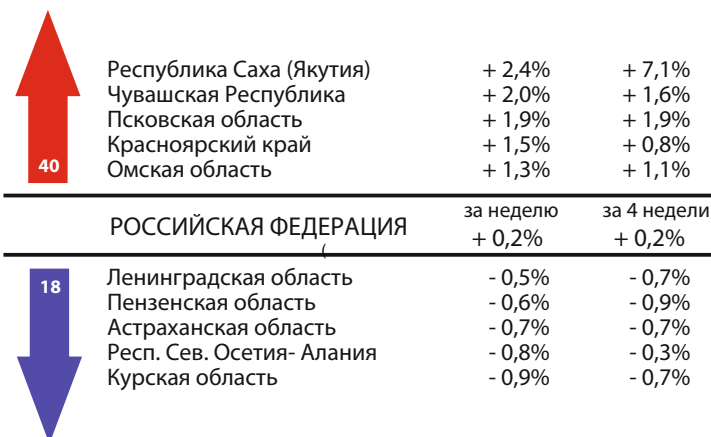 Республика Саха (Якутия) + 2,4% + 7,1%
Чувашская Республика + 2,0% + 1,6%
Псковская область + 1,9% + 1,9%
Красноярский край + 1,5% + 0,8%
40 Омская область + 1,3% + 1,1%
за неделю за 4 недели
РОССИЙСКАЯ ФЕДЕРАЦИЯ + 0,2% + 0,2%
(
Ленинградская область - 0,5% - 0,7%
18 Пензенская область - 0,6% - 0,9%
Астраханская область - 0,7% - 0,7%
Респ. Сев. Осетия- Алания - 0,8% - 0,3%
Курская область - 0,9% - 0,7%